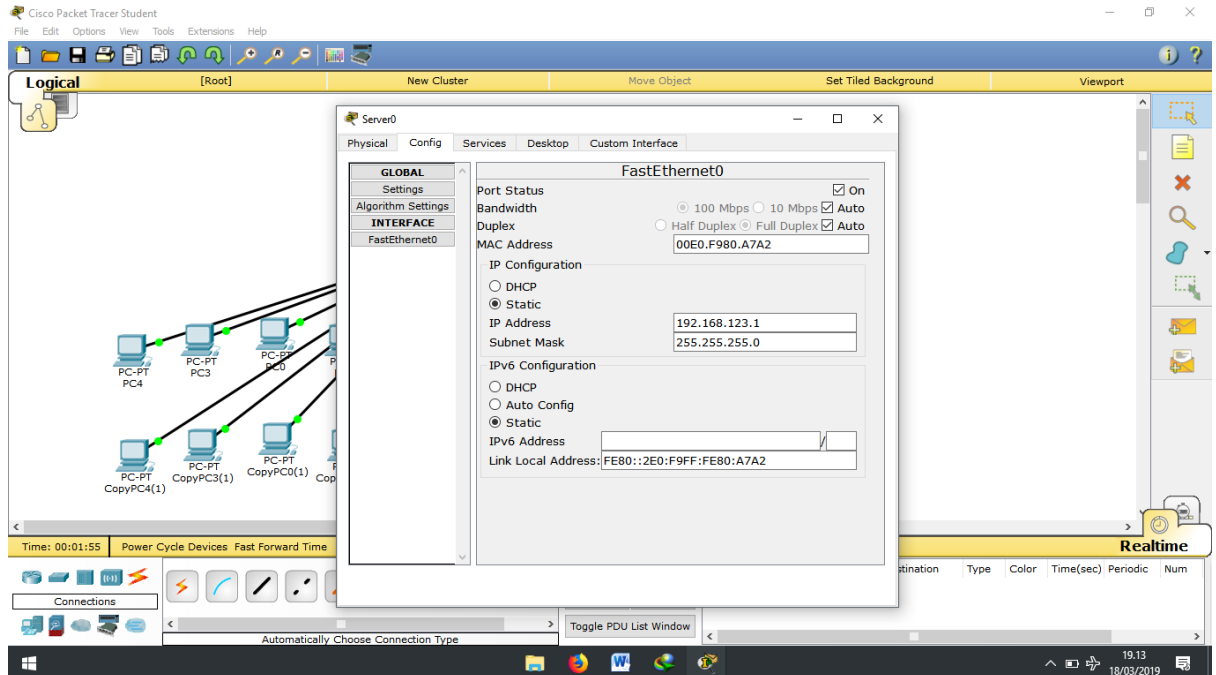 Cisco Packet Tracer Student
File Edit Options View Tools Extensions Help
Logical [Root] New Cluster Move Object Set Tiled Background Viewport
Server0
Physical Config Services Desktop Custom Interface
GLOBAL
Settings
Algorithm Settings
INTERFACE
FastEthernet0
FastEthernet0
Port Status On
Bandwidth 100 Mbps 10 Mbps Auto
Duplex Half Duplex Full Duplex Auto
MAC Address 00E0.F980.A7A2
IP Configuration
DHCP
Static
IP Address 192.168.123.1
Subnet Mask 255.255.255.0
IPv6 Configuration
DHCP
Auto Config
Static
IPv6 Address /
Link Local Address: FE80::2E0:F9FF:FE80:A7A2
PC-PT
PC4
PC-PT
PC3
PC-PT
PC0
P
PC-PT
CopyPC4(1)
PC-PT
CopyPC3(1)
PC-PT
CopyPC0(1)
Cop
Time: 00:01:55 Power Cycle Devices Fast Forward Time
Realtime
Connections
Automatically Choose Connection Type
Toggle PDU List Window
stination Type Color Time(sec) Periodic Num
19.13
18/03/2019